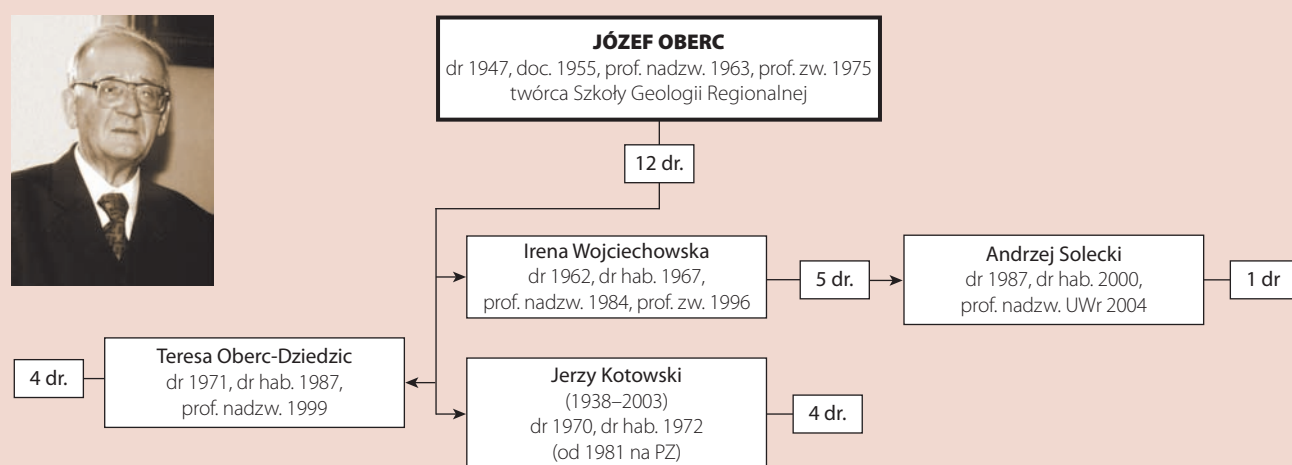 JÓZEF OBERC
dr 1947, doc. 1955, prof. nadzw. 1963, prof. zw. 1975
twórca Szkoły Geologii Regionalnej
12 dr.
Irena Wojciechowska
dr 1962, dr hab. 1967,
prof. nadzw. 1984, prof. zw. 1996
5 dr.
Andrzej Solecki
dr 1987, dr hab. 2000,
prof. nadzw. UWr 2004
1 dr
4 dr.
Teresa Oberc-Dziedzic
dr 1971, dr hab. 1987,
prof. nadzw. 1999
Jerzy Kotowski
(1938–2003)
dr 1970, dr hab. 1972
(od 1981 na PZ)
4 dr.